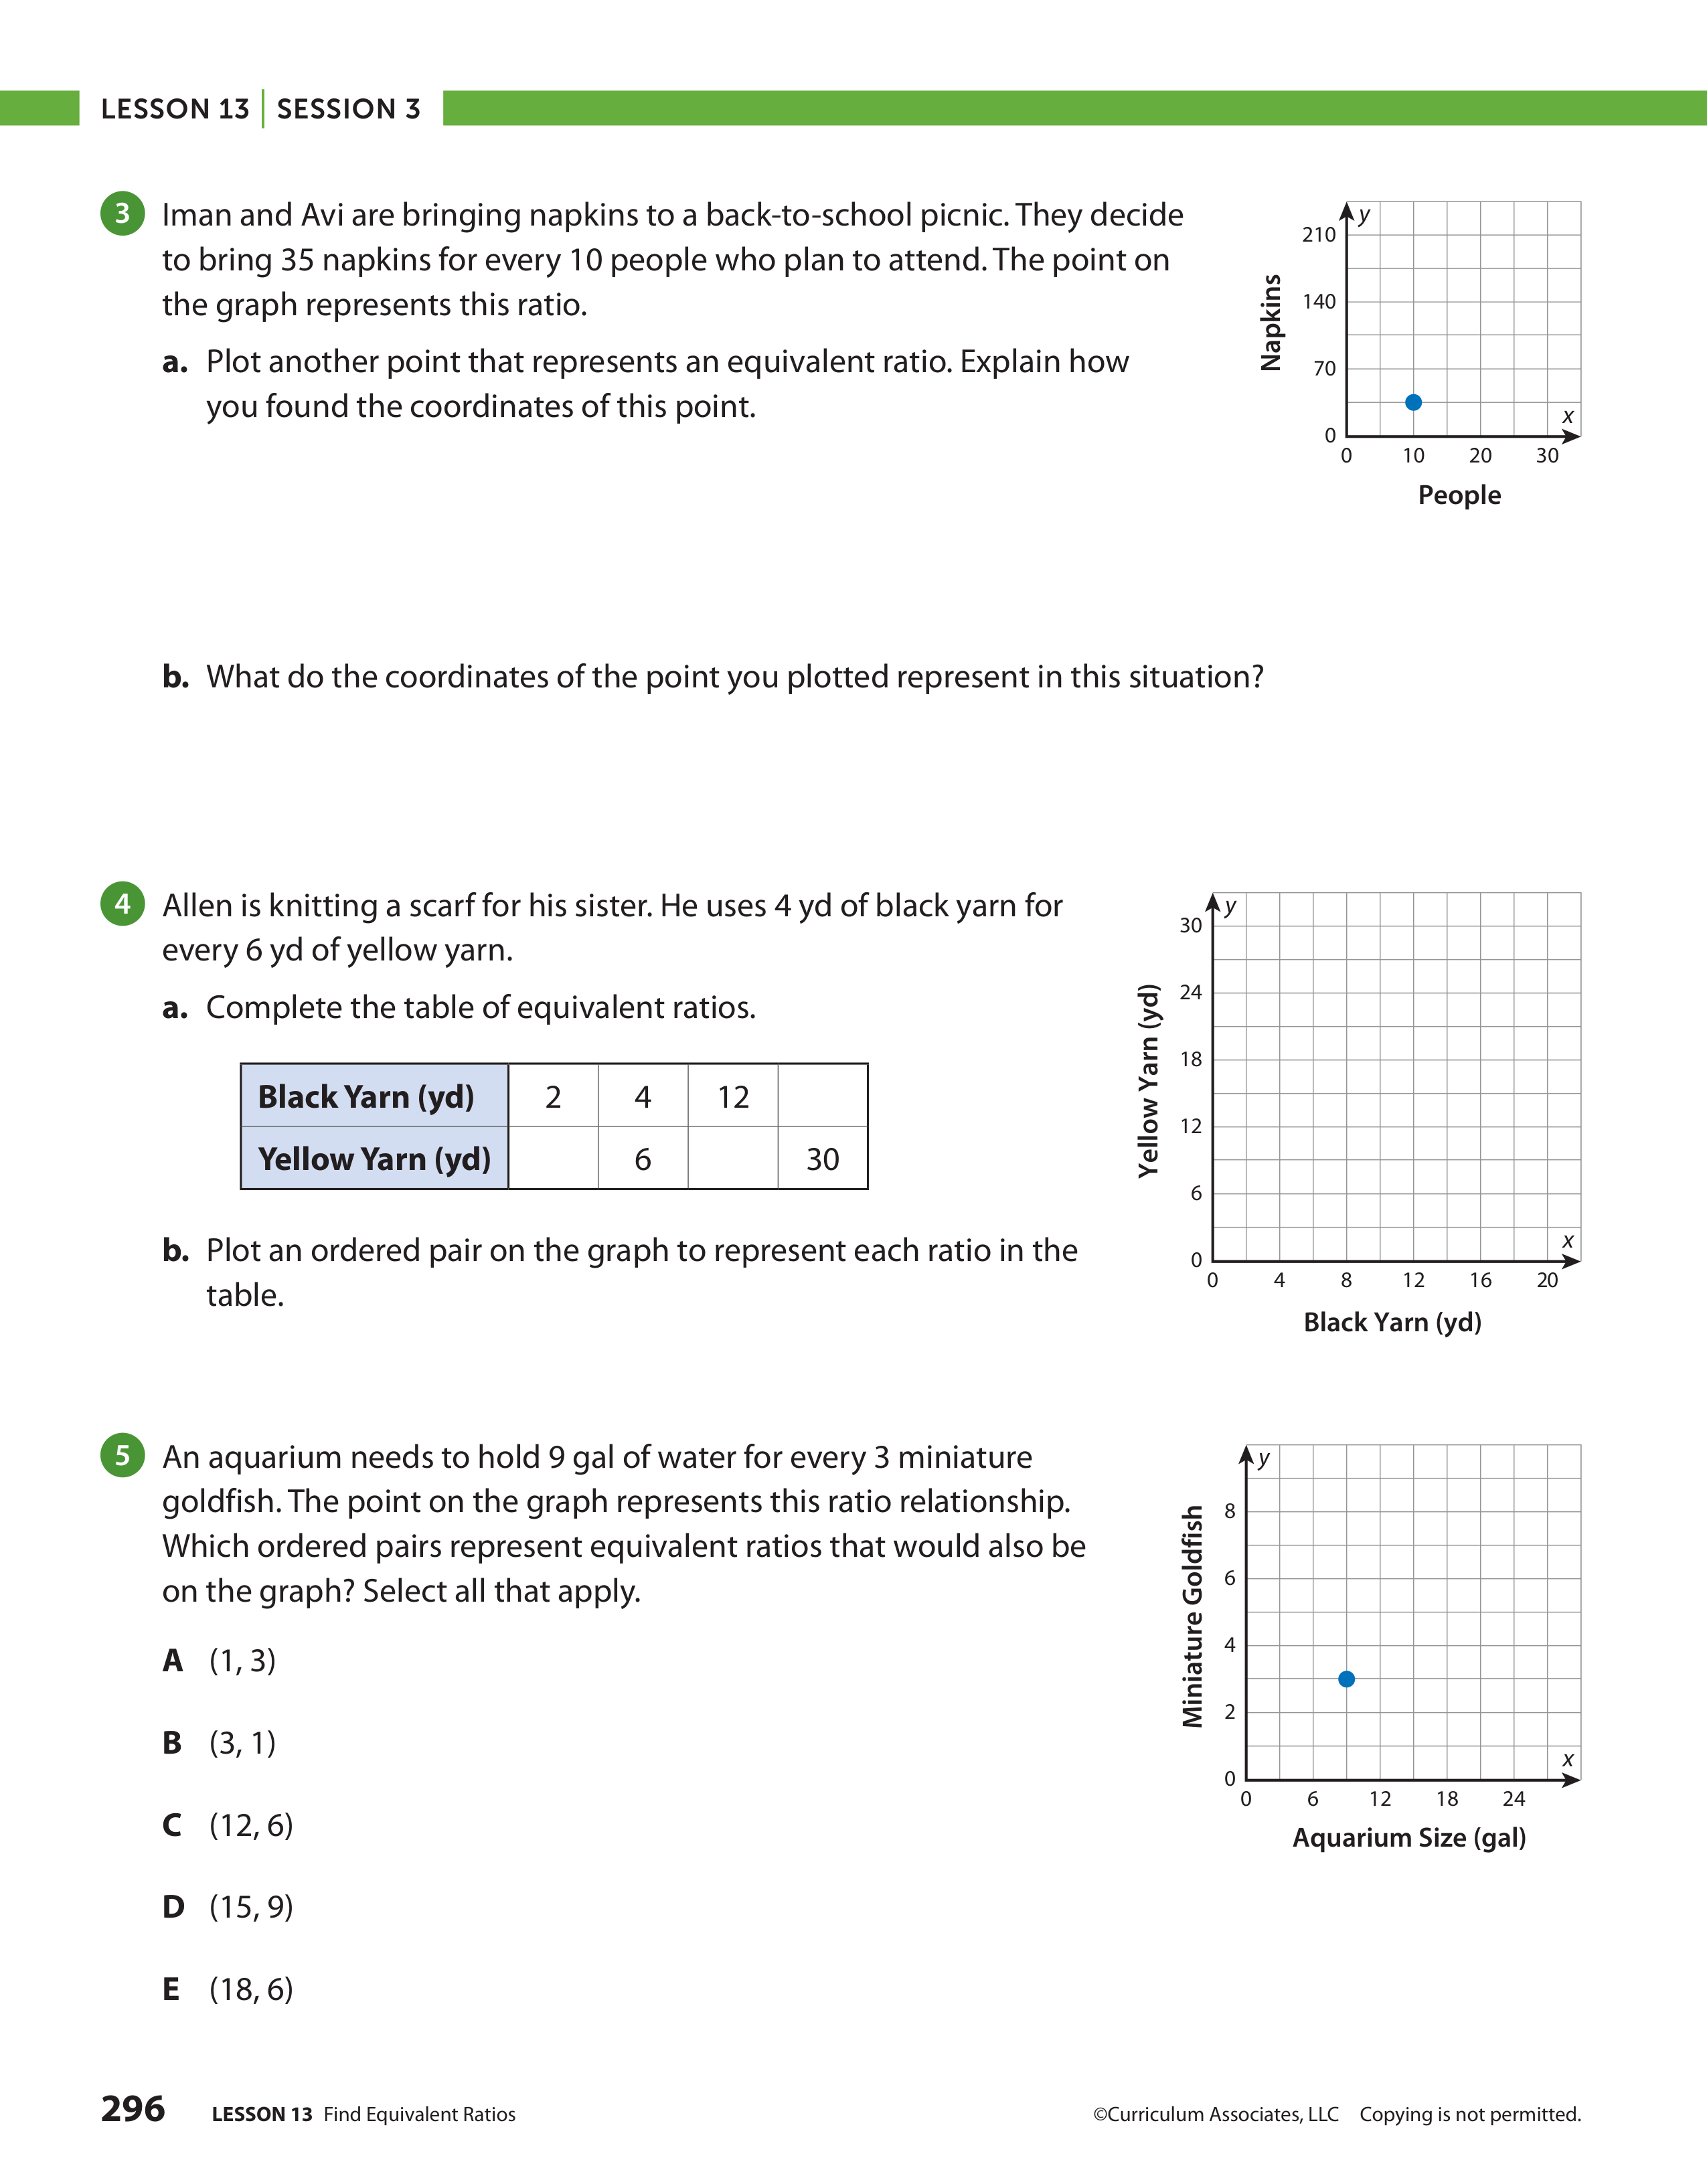 LESSON 13 | SESSION 3
3 Iman and Avi are bringing napkins to a back-to-school picnic. They decide
to bring 35 napkins for every 10 people who plan to attend. The point on
the graph represents this ratio.
a. Plot another point that represents an equivalent ratio. Explain how
you found the coordinates of this point.
y
210
140
70
0
Napkins
x
0 10 20 30
People
b. What do the coordinates of the point you plotted represent in this situation?
4 Allen is knitting a scarf for his sister. He uses 4 yd of black yarn for
every 6 yd of yellow yarn.
a. Complete the table of equivalent ratios.
Black Yarn (yd) 2 4 12
Yellow Yarn (yd) 6 30
b. Plot an ordered pair on the graph to represent each ratio in the
table.
y
30
24
18
12
6
0
Yellow Yarn (yd)
x
0 4 8 12 16 20
Black Yarn (yd)
5 An aquarium needs to hold 9 gal of water for every 3 miniature
goldfish. The point on the graph represents this ratio relationship.
Which ordered pairs represent equivalent ratios that would also be
on the graph? Select all that apply.
A (1, 3)
B (3, 1)
C (12, 6)
D (15, 9)
E (18, 6)
y
8
6
4
2
0
Miniature Goldfish
x
0 6 12 18 24
Aquarium Size (gal)
296 LESSON 13 Find Equivalent Ratios
©Curriculum Associates, LLC Copying is not permitted.